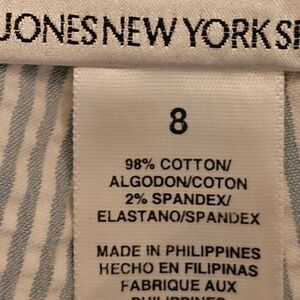 JONES NEW YORK
8
98% COTTON/
ALGODON/COTON
2% SPANDEX/
ELASTANO/SPANDEX
MADE IN PHILIPPINES
HECHO EN FILIPINAS
FABRIQUE AUX
PHILIPPINES